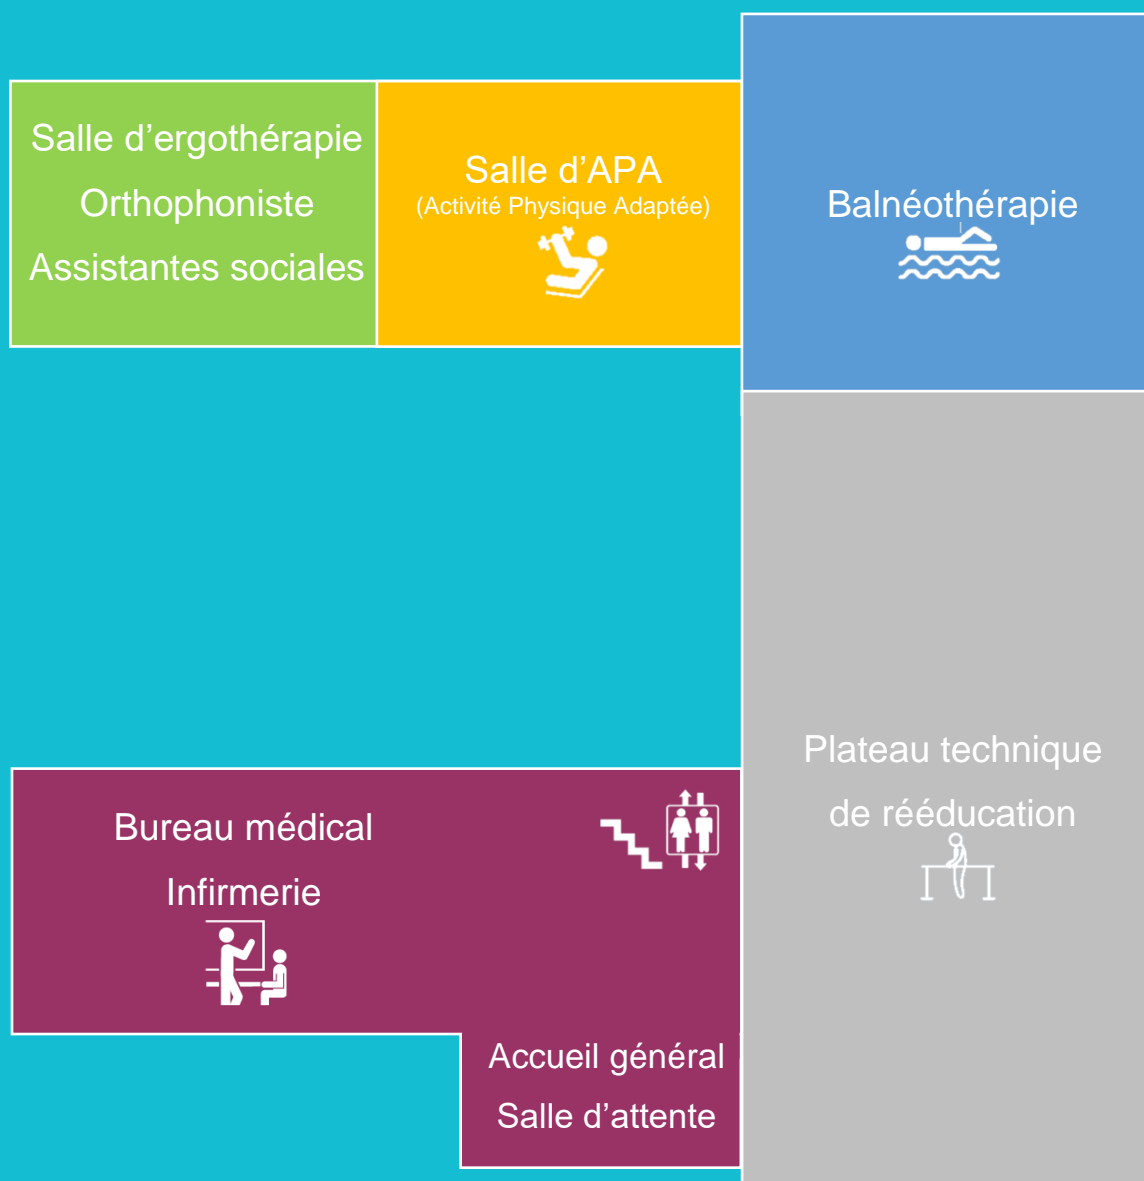 Salle d’ergothérapie
Orthophoniste
Assistantes sociales
Salle d’APA
(Activité Physique Adaptée)
Balnéothérapie
Plateau technique
de rééducation
Bureau médical
Infirmerie
Accueil général
Salle d’attente